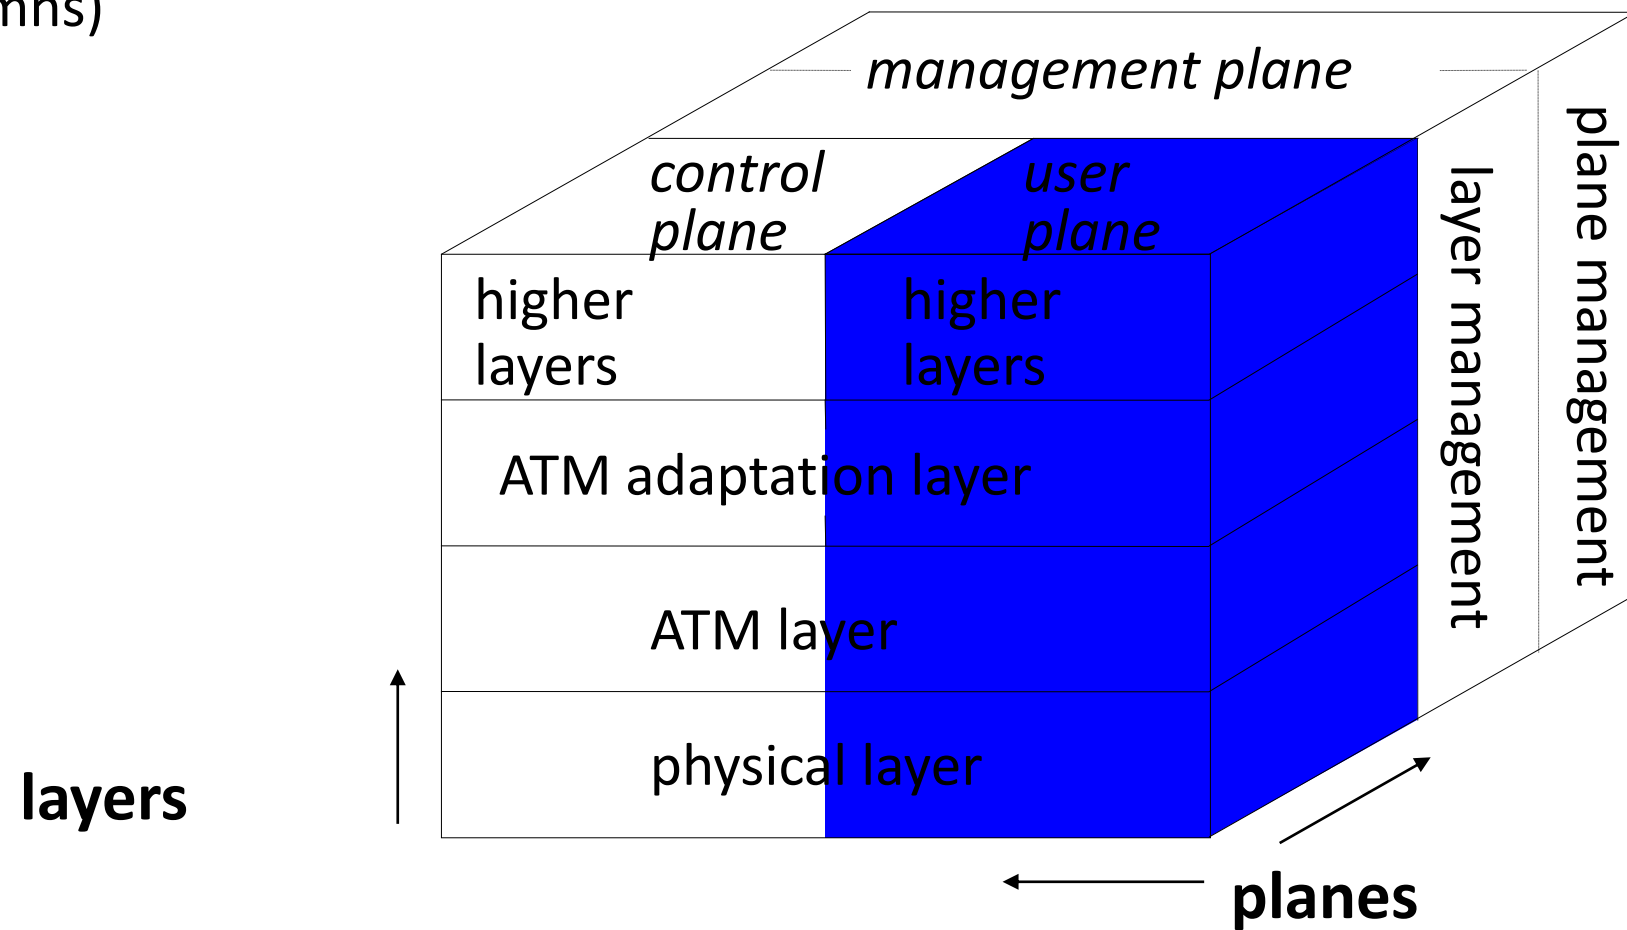 mns)
management plane
control
plane
user
plane
higher
layers
higher
layers
ATM adaptation layer
ATM layer
physical layer
layer management
plane management
layers
planes